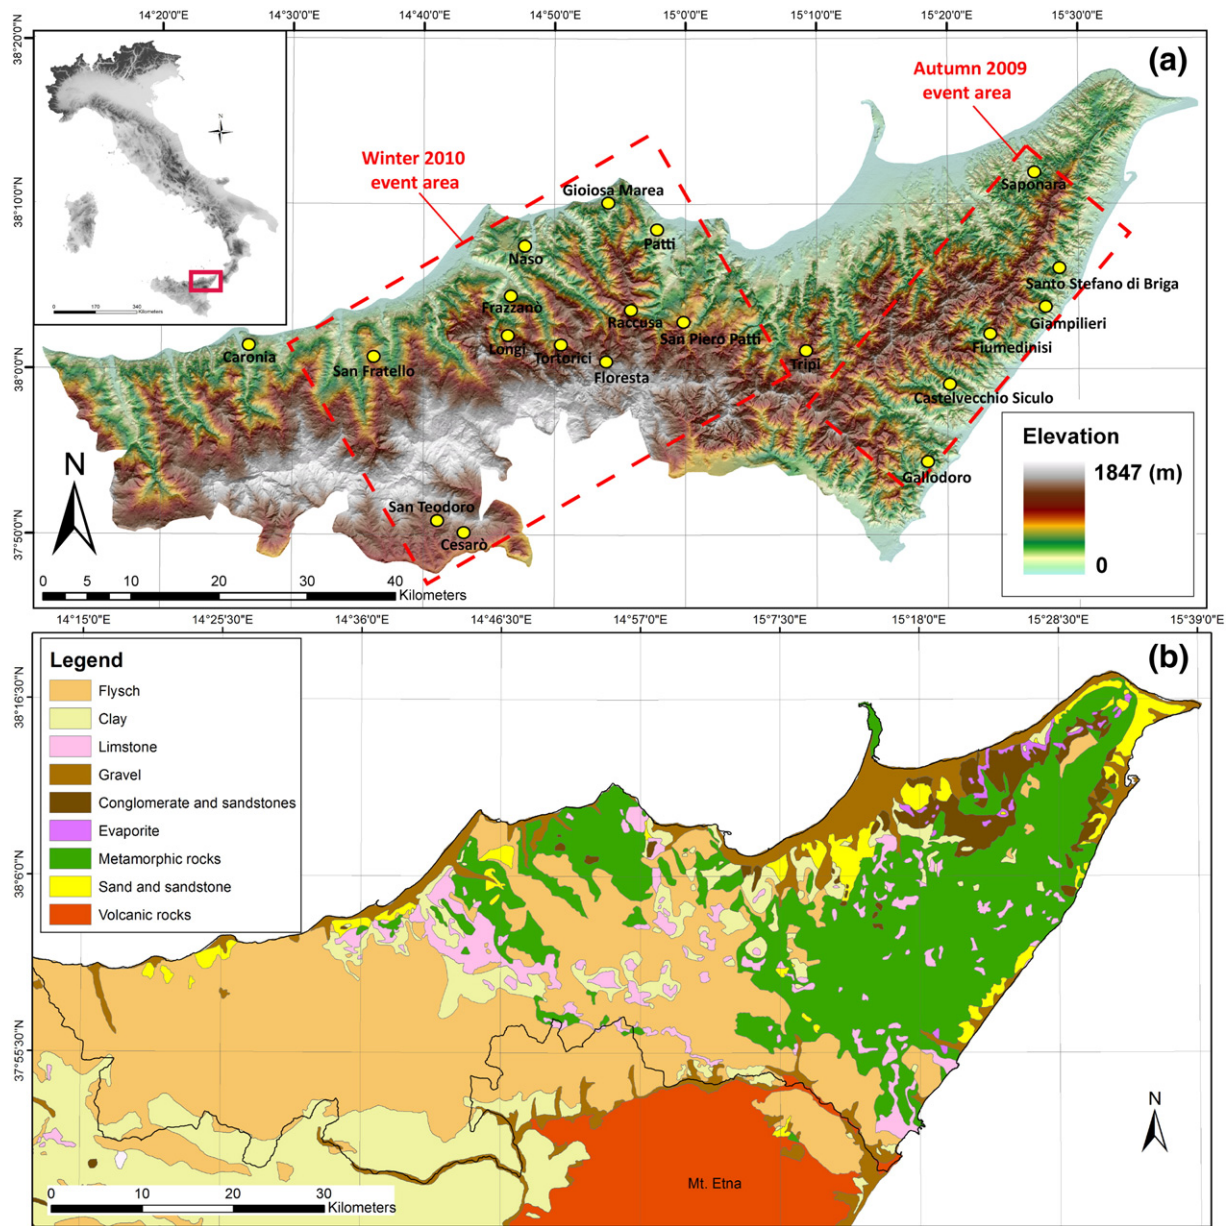 14°20'0"E 14°30'0"E 14°40'0"E 14°50'0"E 15°0'0"E 15°10'0"E 15°20'0"E 15°30'0"E
38°20'0"N
(a)
N
0 170 340
Kilometers
Autumn 2009
event area
Winter 2010
event area
38°10'0"N
Saponara
Gioiosa Marea
Patti
Naso
Santo Stefano di Briga
Frazzanò
Giampilieri
Raccusa
San Piero Patti
Fiumedinisi
Longi
Tortorici
Tripi
Caronia
San Fratello
Floresta
38°0'0"N
Castelvecchio Siculo
Elevation
1847 (m)
0
Gallodoro
N
San Teodoro
Cesarò
37°50'0"N
0 5 10 20 30 40
Kilometers
14°15'0"E 14°25'30"E 14°36'0"E 14°46'30"E 14°57'0"E 15°7'30"E 15°18'0"E 15°28'30"E 15°39'0"E
(b)
Legend
Flysch
Clay
Limstone
Gravel
Conglomerate and sandstones
Evaporite
Metamorphic rocks
Sand and sandstone
Volcanic rocks
38°16'30"N
38°6'0"N
37°55'30"N
N
Mt. Etna
0 10 20 30
Kilometers